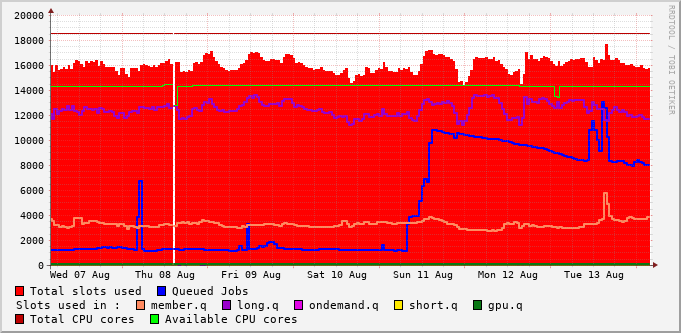 20000
18000
16000
14000
12000
10000
8000
6000
4000
2000
0
Wed 07 Aug Thu 08 Aug Fri 09 Aug Sat 10 Aug Sun 11 Aug Mon 12 Aug Tue 13 Aug
RRDTOOL / TOBI OETIKER
Total slots used Queued Jobs
Slots used in : member.q long.q ondemand.q short.q gpu.q
Total CPU cores Available CPU cores